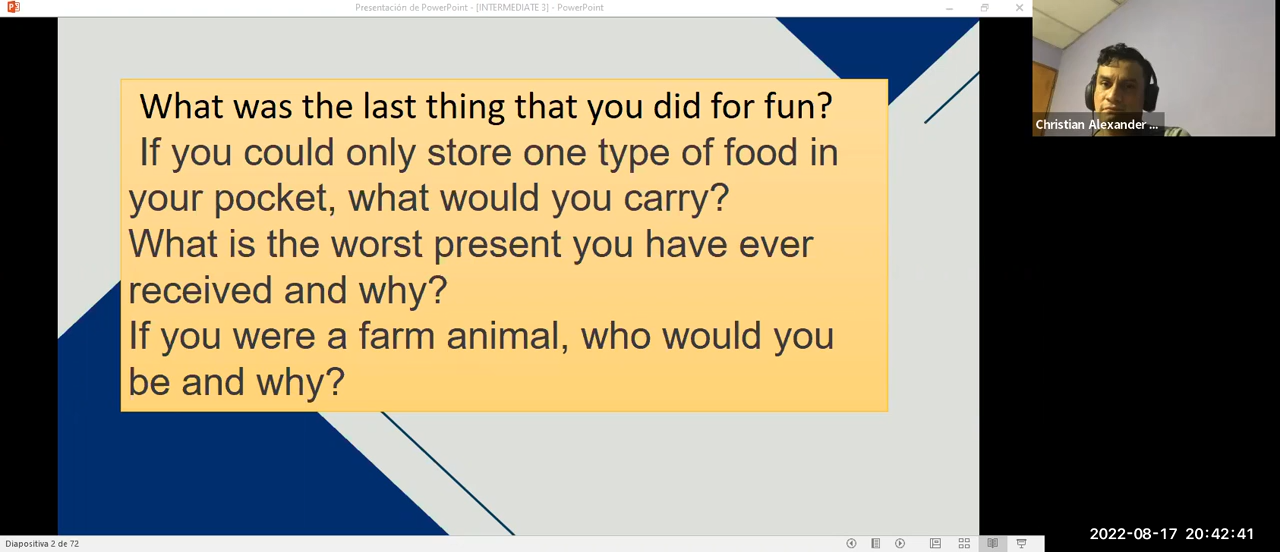 Presentación de PowerPoint - [INTERMEDIATE 3] - PowerPoint
What was the last thing that you did for fun?
If you could only store one type of food in
your pocket, what would you carry?
What is the worst present you have ever
received and why?
If you were a farm animal, who would you
be and why?
Christian Alexander ...
Diapositiva 2 de 72
2022-08-17 20:42:41